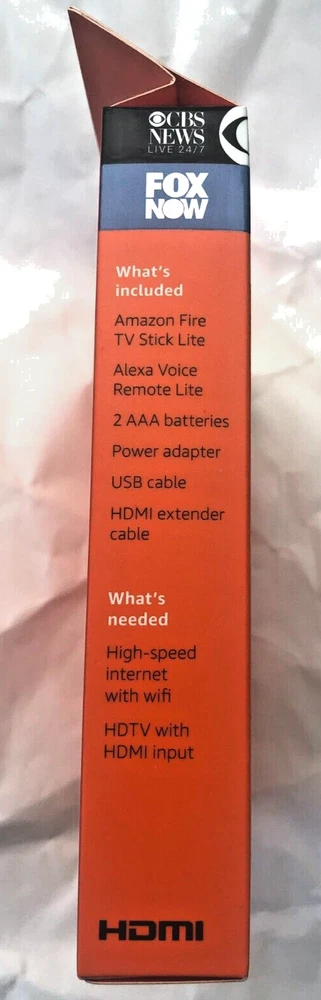 CBS
NEWS
LIVE 24/7
FOX
NOW
What's
included
Amazon Fire
TV Stick Lite
Alexa Voice
Remote Lite
2 AAA batteries
Power adapter
USB cable
HDMI extender
cable
What's
needed
High-speed
internet
with wifi
HDTV with
HDMI input
HDMI